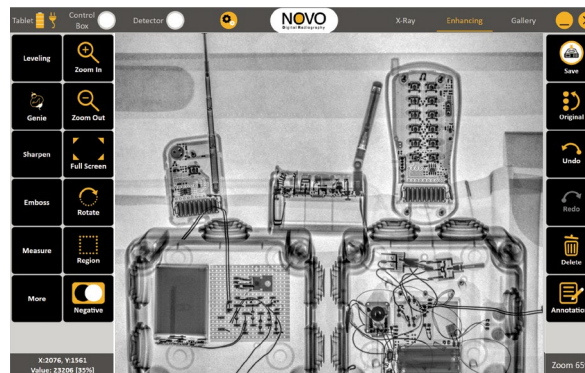 Tablet
Control
Box
Detector
NOVO
Digital Radiography
X-Ray
Enhancing
Gallery
Leveling
Zoom In
Save
Genie
Zoom Out
Original
Sharpen
Full Screen
Undo
Emboss
Rotate
Redo
Measure
Region
Delete
More
Negative
Annotation
X:2076, Y:1561
Value: 23206 [35%]
Zoom 65